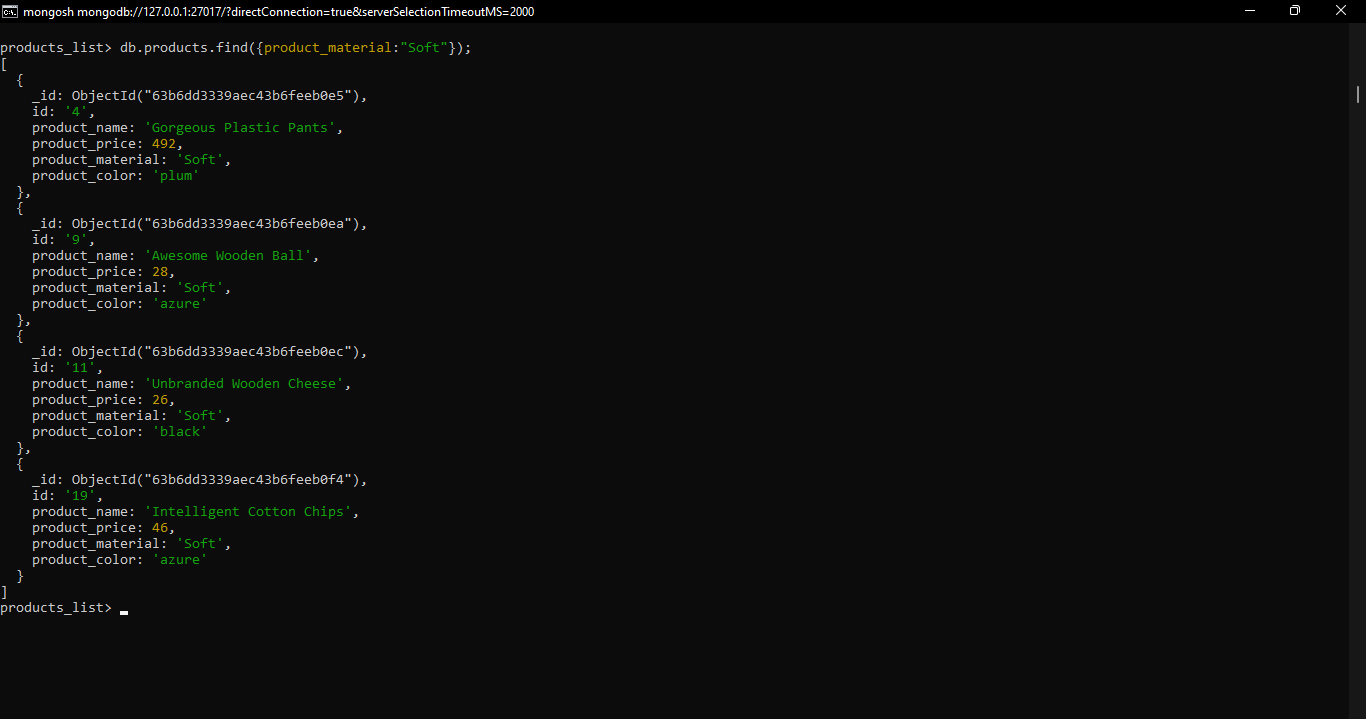 mongosh mongodb://127.0.0.1:27017/?directConnection=true&serverSelectionTimeoutMS=2000
products_list> db.products.find({product_material:"Soft"});
[
  {
    _id: ObjectId("63b6dd3339aec43b6feeb0e5"),
    id: '4',
    product_name: 'Gorgeous Plastic Pants',
    product_price: 492,
    product_material: 'Soft',
    product_color: 'plum'
  },
  {
    _id: ObjectId("63b6dd3339aec43b6feeb0ea"),
    id: '9',
    product_name: 'Awesome Wooden Ball',
    product_price: 28,
    product_material: 'Soft',
    product_color: 'azure'
  },
  {
    _id: ObjectId("63b6dd3339aec43b6feeb0ec"),
    id: '11',
    product_name: 'Unbranded Wooden Cheese',
    product_price: 26,
    product_material: 'Soft',
    product_color: 'black'
  },
  {
    _id: ObjectId("63b6dd3339aec43b6feeb0f4"),
    id: '19',
    product_name: 'Intelligent Cotton Chips',
    product_price: 46,
    product_material: 'Soft',
    product_color: 'azure'
  }
]
products_list>